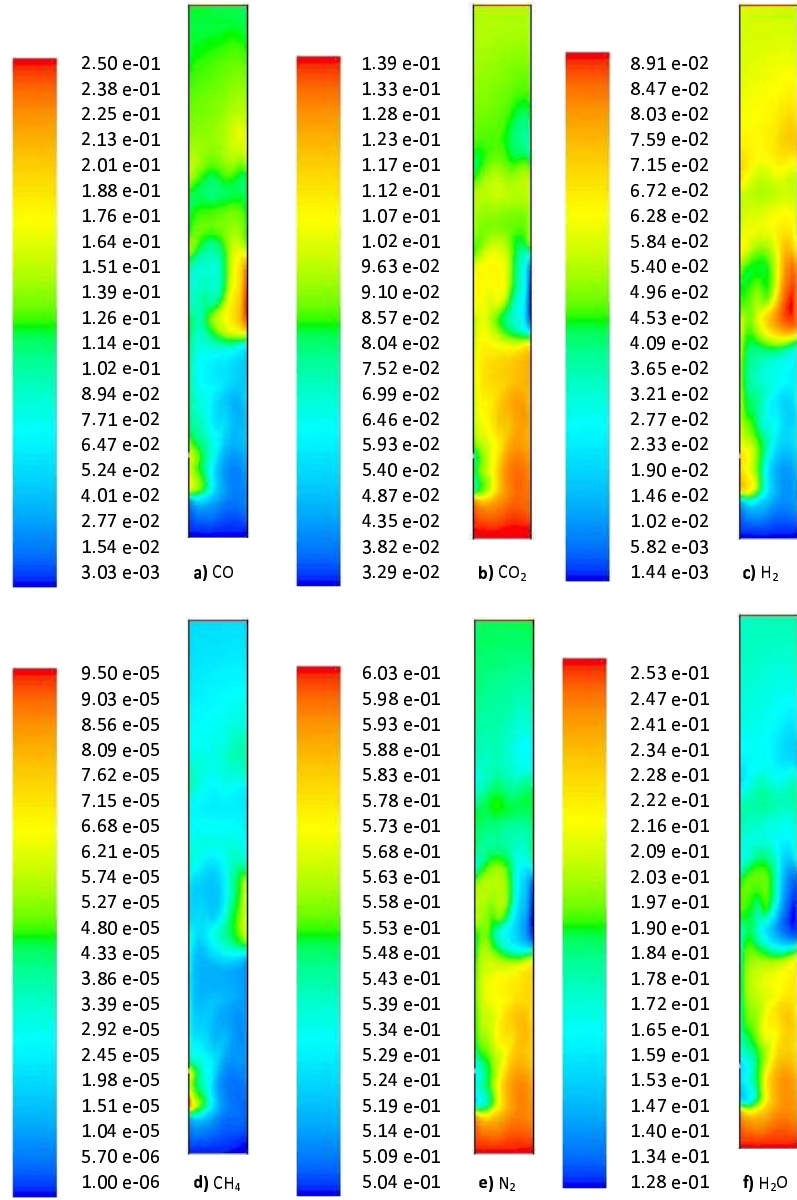 2.50 e-01
2.38 e-01
2.25 e-01
2.13 e-01
2.01 e-01
1.88 e-01
1.76 e-01
1.64 e-01
1.51 e-01
1.39 e-01
1.26 e-01
1.14 e-01
1.02 e-01
8.94 e-02
7.71 e-02
6.47 e-02
5.24 e-02
4.01 e-02
2.77 e-02
1.54 e-02
3.03 e-03
a) CO
1.39 e-01
1.33 e-01
1.28 e-01
1.23 e-01
1.17 e-01
1.12 e-01
1.07 e-01
1.02 e-01
9.63 e-02
9.10 e-02
8.57 e-02
8.04 e-02
7.52 e-02
6.99 e-02
6.46 e-02
5.93 e-02
5.40 e-02
4.87 e-02
4.35 e-02
3.82 e-02
3.29 e-02
b) CO₂
8.91 e-02
8.47 e-02
8.03 e-02
7.59 e-02
7.15 e-02
6.72 e-02
6.28 e-02
5.84 e-02
5.40 e-02
4.96 e-02
4.53 e-02
4.09 e-02
3.65 e-02
3.21 e-02
2.77 e-02
2.33 e-02
1.90 e-02
1.46 e-02
1.02 e-02
5.82 e-03
1.44 e-03
c) H₂
9.50 e-05
9.03 e-05
8.56 e-05
8.09 e-05
7.62 e-05
7.15 e-05
6.68 e-05
6.21 e-05
5.74 e-05
5.27 e-05
4.80 e-05
4.33 e-05
3.86 e-05
3.39 e-05
2.92 e-05
2.45 e-05
1.98 e-05
1.51 e-05
1.04 e-05
5.70 e-06
1.00 e-06
d) CH₄
6.03 e-01
5.98 e-01
5.93 e-01
5.88 e-01
5.83 e-01
5.78 e-01
5.73 e-01
5.68 e-01
5.63 e-01
5.58 e-01
5.53 e-01
5.48 e-01
5.43 e-01
5.39 e-01
5.34 e-01
5.29 e-01
5.24 e-01
5.19 e-01
5.14 e-01
5.09 e-01
5.04 e-01
e) N₂
2.53 e-01
2.47 e-01
2.41 e-01
2.34 e-01
2.28 e-01
2.22 e-01
2.16 e-01
2.09 e-01
2.03 e-01
1.97 e-01
1.90 e-01
1.84 e-01
1.78 e-01
1.72 e-01
1.65 e-01
1.59 e-01
1.53 e-01
1.47 e-01
1.40 e-01
1.34 e-01
1.28 e-01
f) H₂O